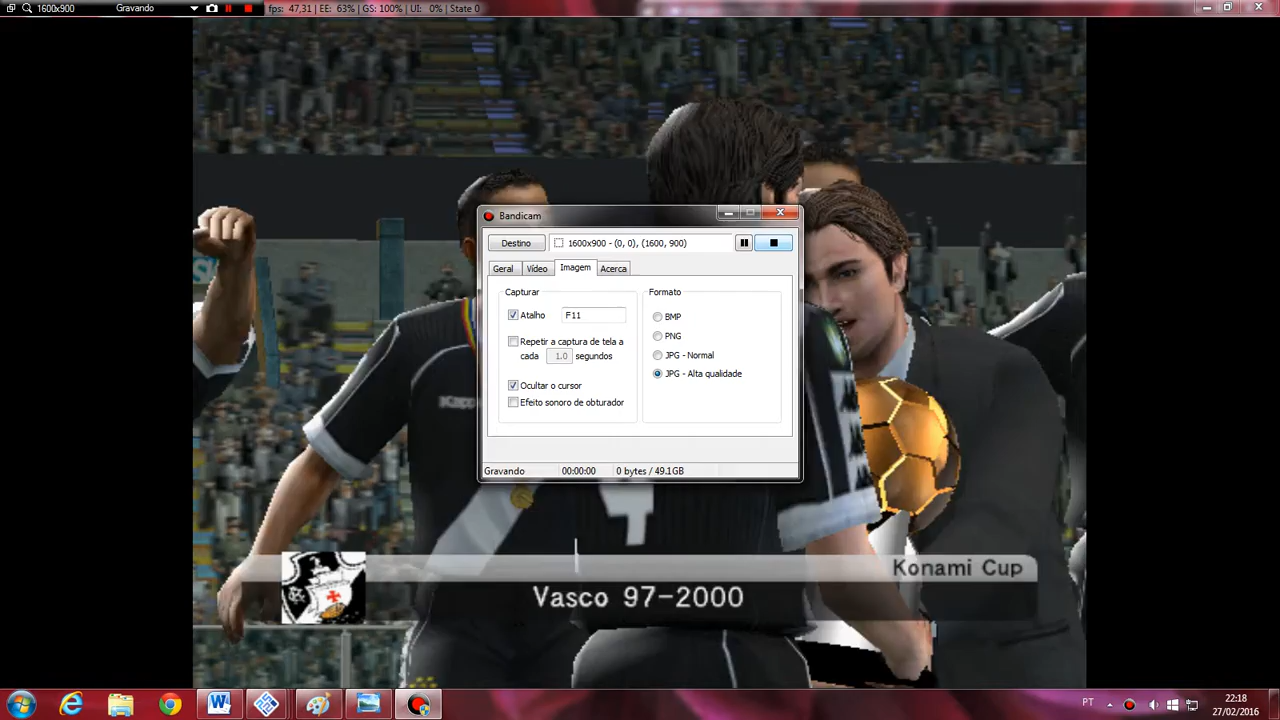 1600x900 Gravando fps: 47,31 | EE: 63% | GS: 100% | UI: 0% | State 0
Bandicam
Destino 1600x900 - (0, 0), (1600, 900)
Geral Vídeo Imagem Acerca
Capturar
Atalho F11
Repetir a captura de tela a
cada 1.0 segundos
Ocultar o cursor
Efeito sonoro de obturador
Formato
BMP
PNG
JPG - Normal
JPG - Alta qualidade
Gravando 00:00:00 0 bytes / 49.1GB
Konami Cup
Vasco 97-2000
PT
22:18
27/02/2016